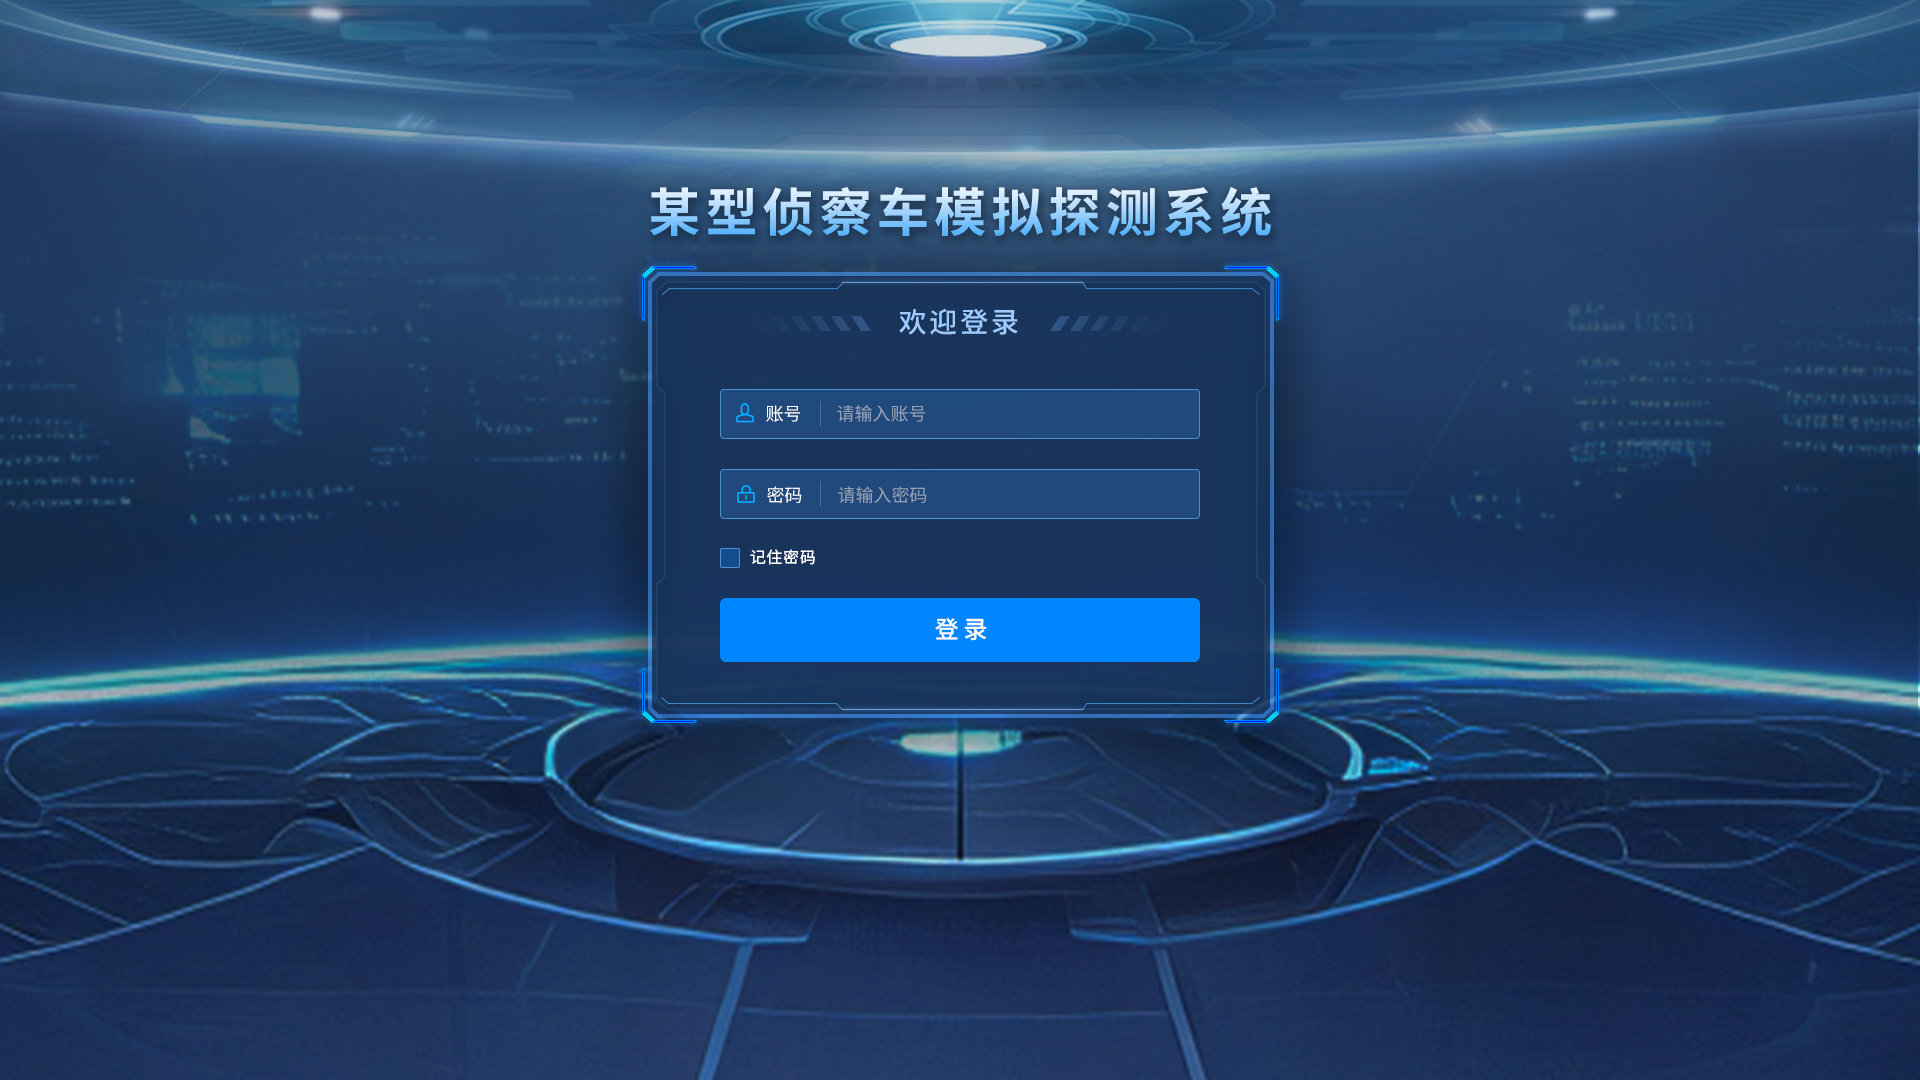 某型侦察车模拟探测系统
欢迎登录
账号 请输入账号
密码 请输入密码
记住密码
登录